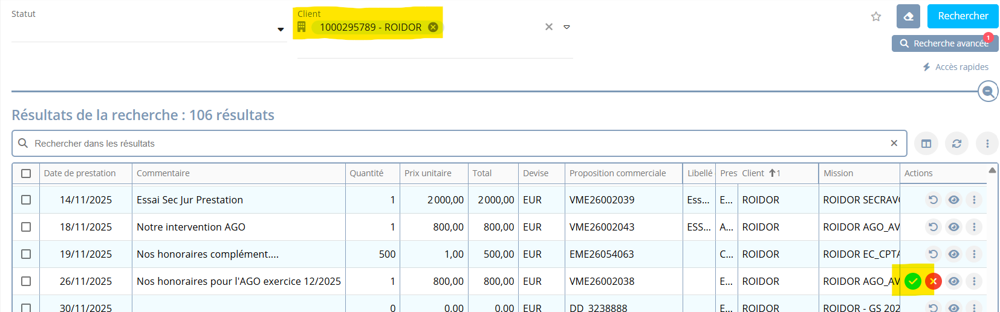 Statut
Client
1000295789 - ROIDOR
Rechercher
Recherche avancée
1
Accès rapides
Résultats de la recherche : 106 résultats
Rechercher dans les résultats
Date de prestation Commentaire Quantité Prix unitaire Total Devise Proposition commerciale Libellé Pres Client 1 Mission Actions
14/11/2025 Essai Sec Jur Prestation 1 2 000,00 2 000,00 EUR VME26002039 Ess... E... ROIDOR ROIDOR SECRAV
18/11/2025 Notre intervention AGO 1 800,00 800,00 EUR VME26002043 ESS... A... ROIDOR ROIDOR AGO_AV
19/11/2025 Nos honoraires complément.... 500 1,00 500,00 EUR EME26054063 C... ROIDOR ROIDOR EC_CPTA
26/11/2025 Nos honoraires pour l'AGO exercice 12/2025 1 800,00 800,00 EUR VME26002038 E... ROIDOR ROIDOR AGO_AV
30/11/2025 0 0,00 0,00 EUR DD_3238888 E... ROIDOR ROIDOR - GS 202